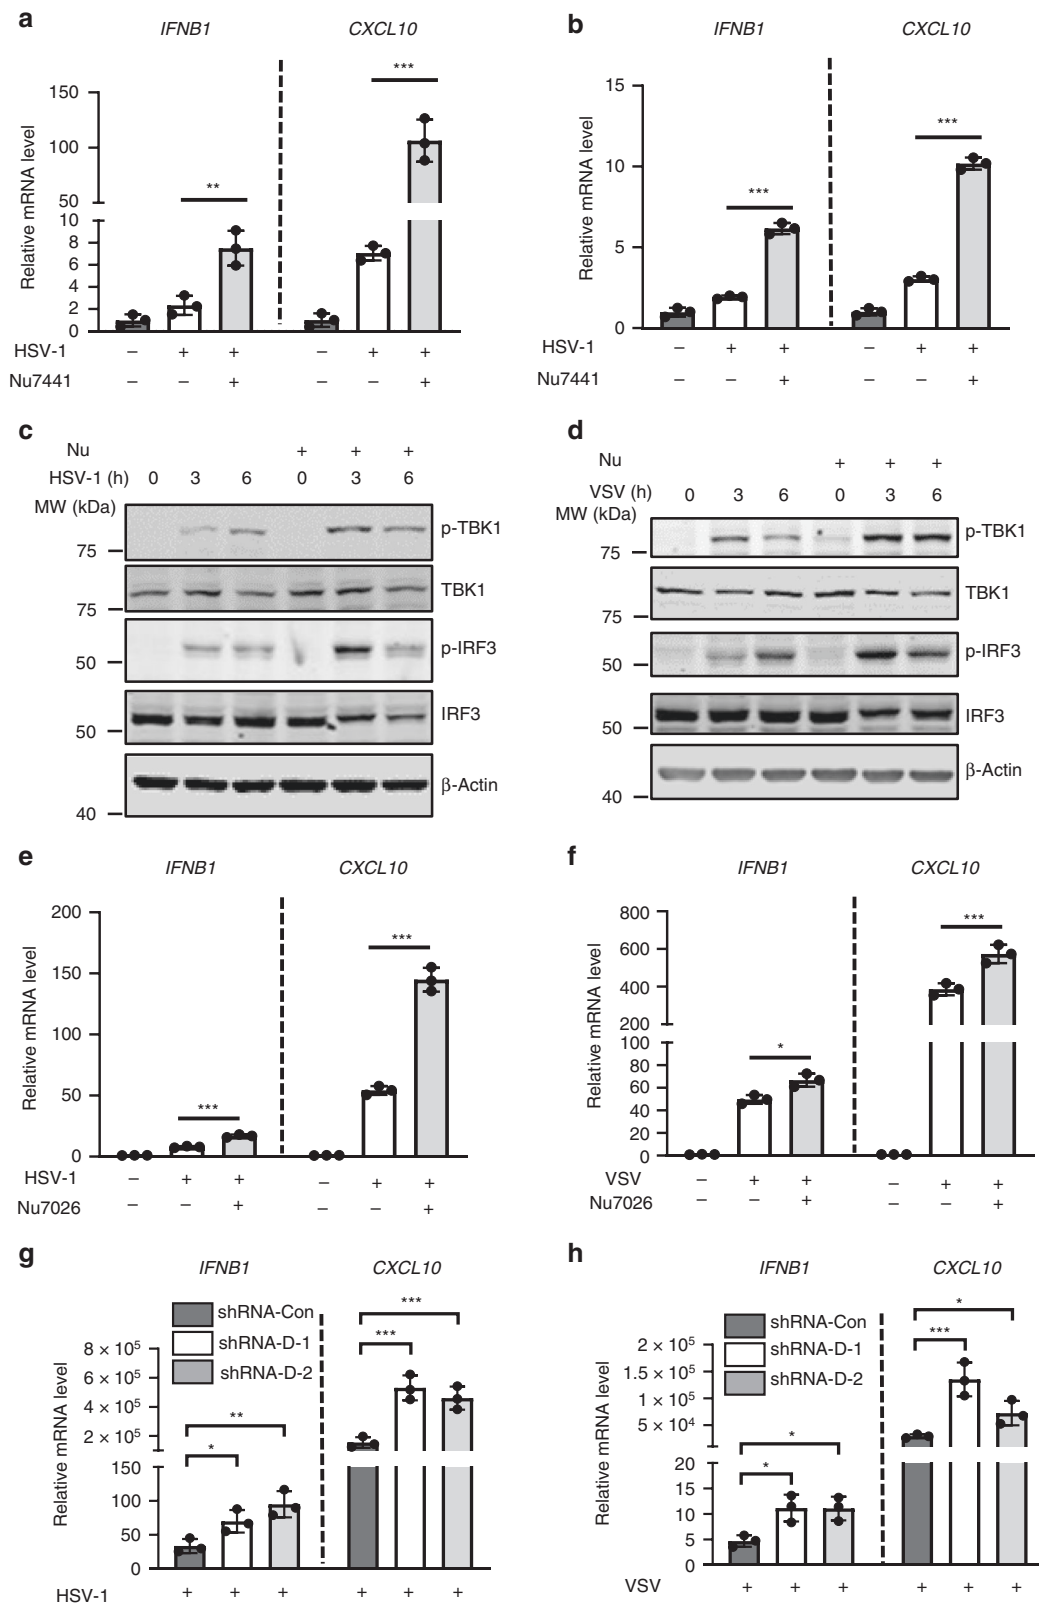 a
IFNB1 CXCL10
Relative mRNA level
150
100
50
10
8
6
4
2
0
** ***
HSV-1 – + + – + +
Nu7441 – – + – – +
b
IFNB1 CXCL10
Relative mRNA level
15
10
5
0
*** ***
HSV-1 – + + – + +
Nu7441 – – + – – +
c
Nu + + +
HSV-1 (h) 0 3 6 0 3 6
MW (kDa)
p-TBK1
75
TBK1
75
p-IRF3
50
IRF3
50
β-Actin
40
d
Nu + + +
VSV (h) 0 3 6 0 3 6
MW (kDa)
p-TBK1
75
TBK1
75
p-IRF3
50
IRF3
50
β-Actin
40
e
IFNB1 CXCL10
Relative mRNA level
200
150
100
50
0
*** ***
HSV-1 – + + – + +
Nu7026 – – + – – +
f
IFNB1 CXCL10
Relative mRNA level
800
600
400
200
100
80
60
40
20
0
* ***
VSV – + + – + +
Nu7026 – – + – – +
g
IFNB1 CXCL10
shRNA-Con
shRNA-D-1
shRNA-D-2
Relative mRNA level
8 × 10⁵
6 × 10⁵
4 × 10⁵
2 × 10⁵
150
100
50
0
* ** *** ***
HSV-1 + + + + + +
h
IFNB1 CXCL10
shRNA-Con
shRNA-D-1
shRNA-D-2
Relative mRNA level
2 × 10⁵
1 × 10⁵
1 × 10⁵
5 × 10⁴
20
15
10
5
0
* * *** *
VSV + + + + + +